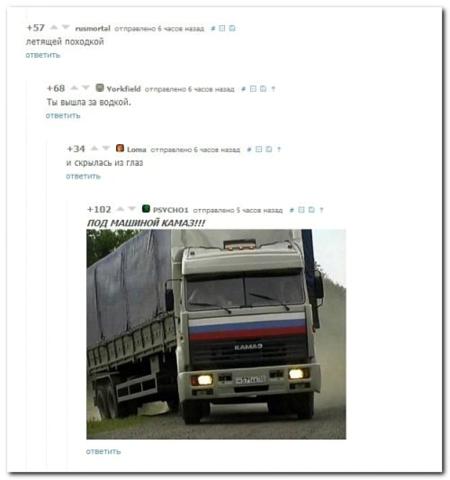 +57 rusmortal отправлено 6 часов назад #
летящей походкой
ответить
+68 Yorkfield отправлено 6 часов назад # ↑
Ты вышла за водкой.
ответить
+34 Loma отправлено 6 часов назад # ↑
и скрылась из глаз
ответить
+102 PSYCHO1 отправлено 5 часов назад # ↑
ПОД МАШИНОЙ КАМАЗ!!!
КАМАЗ
ответить